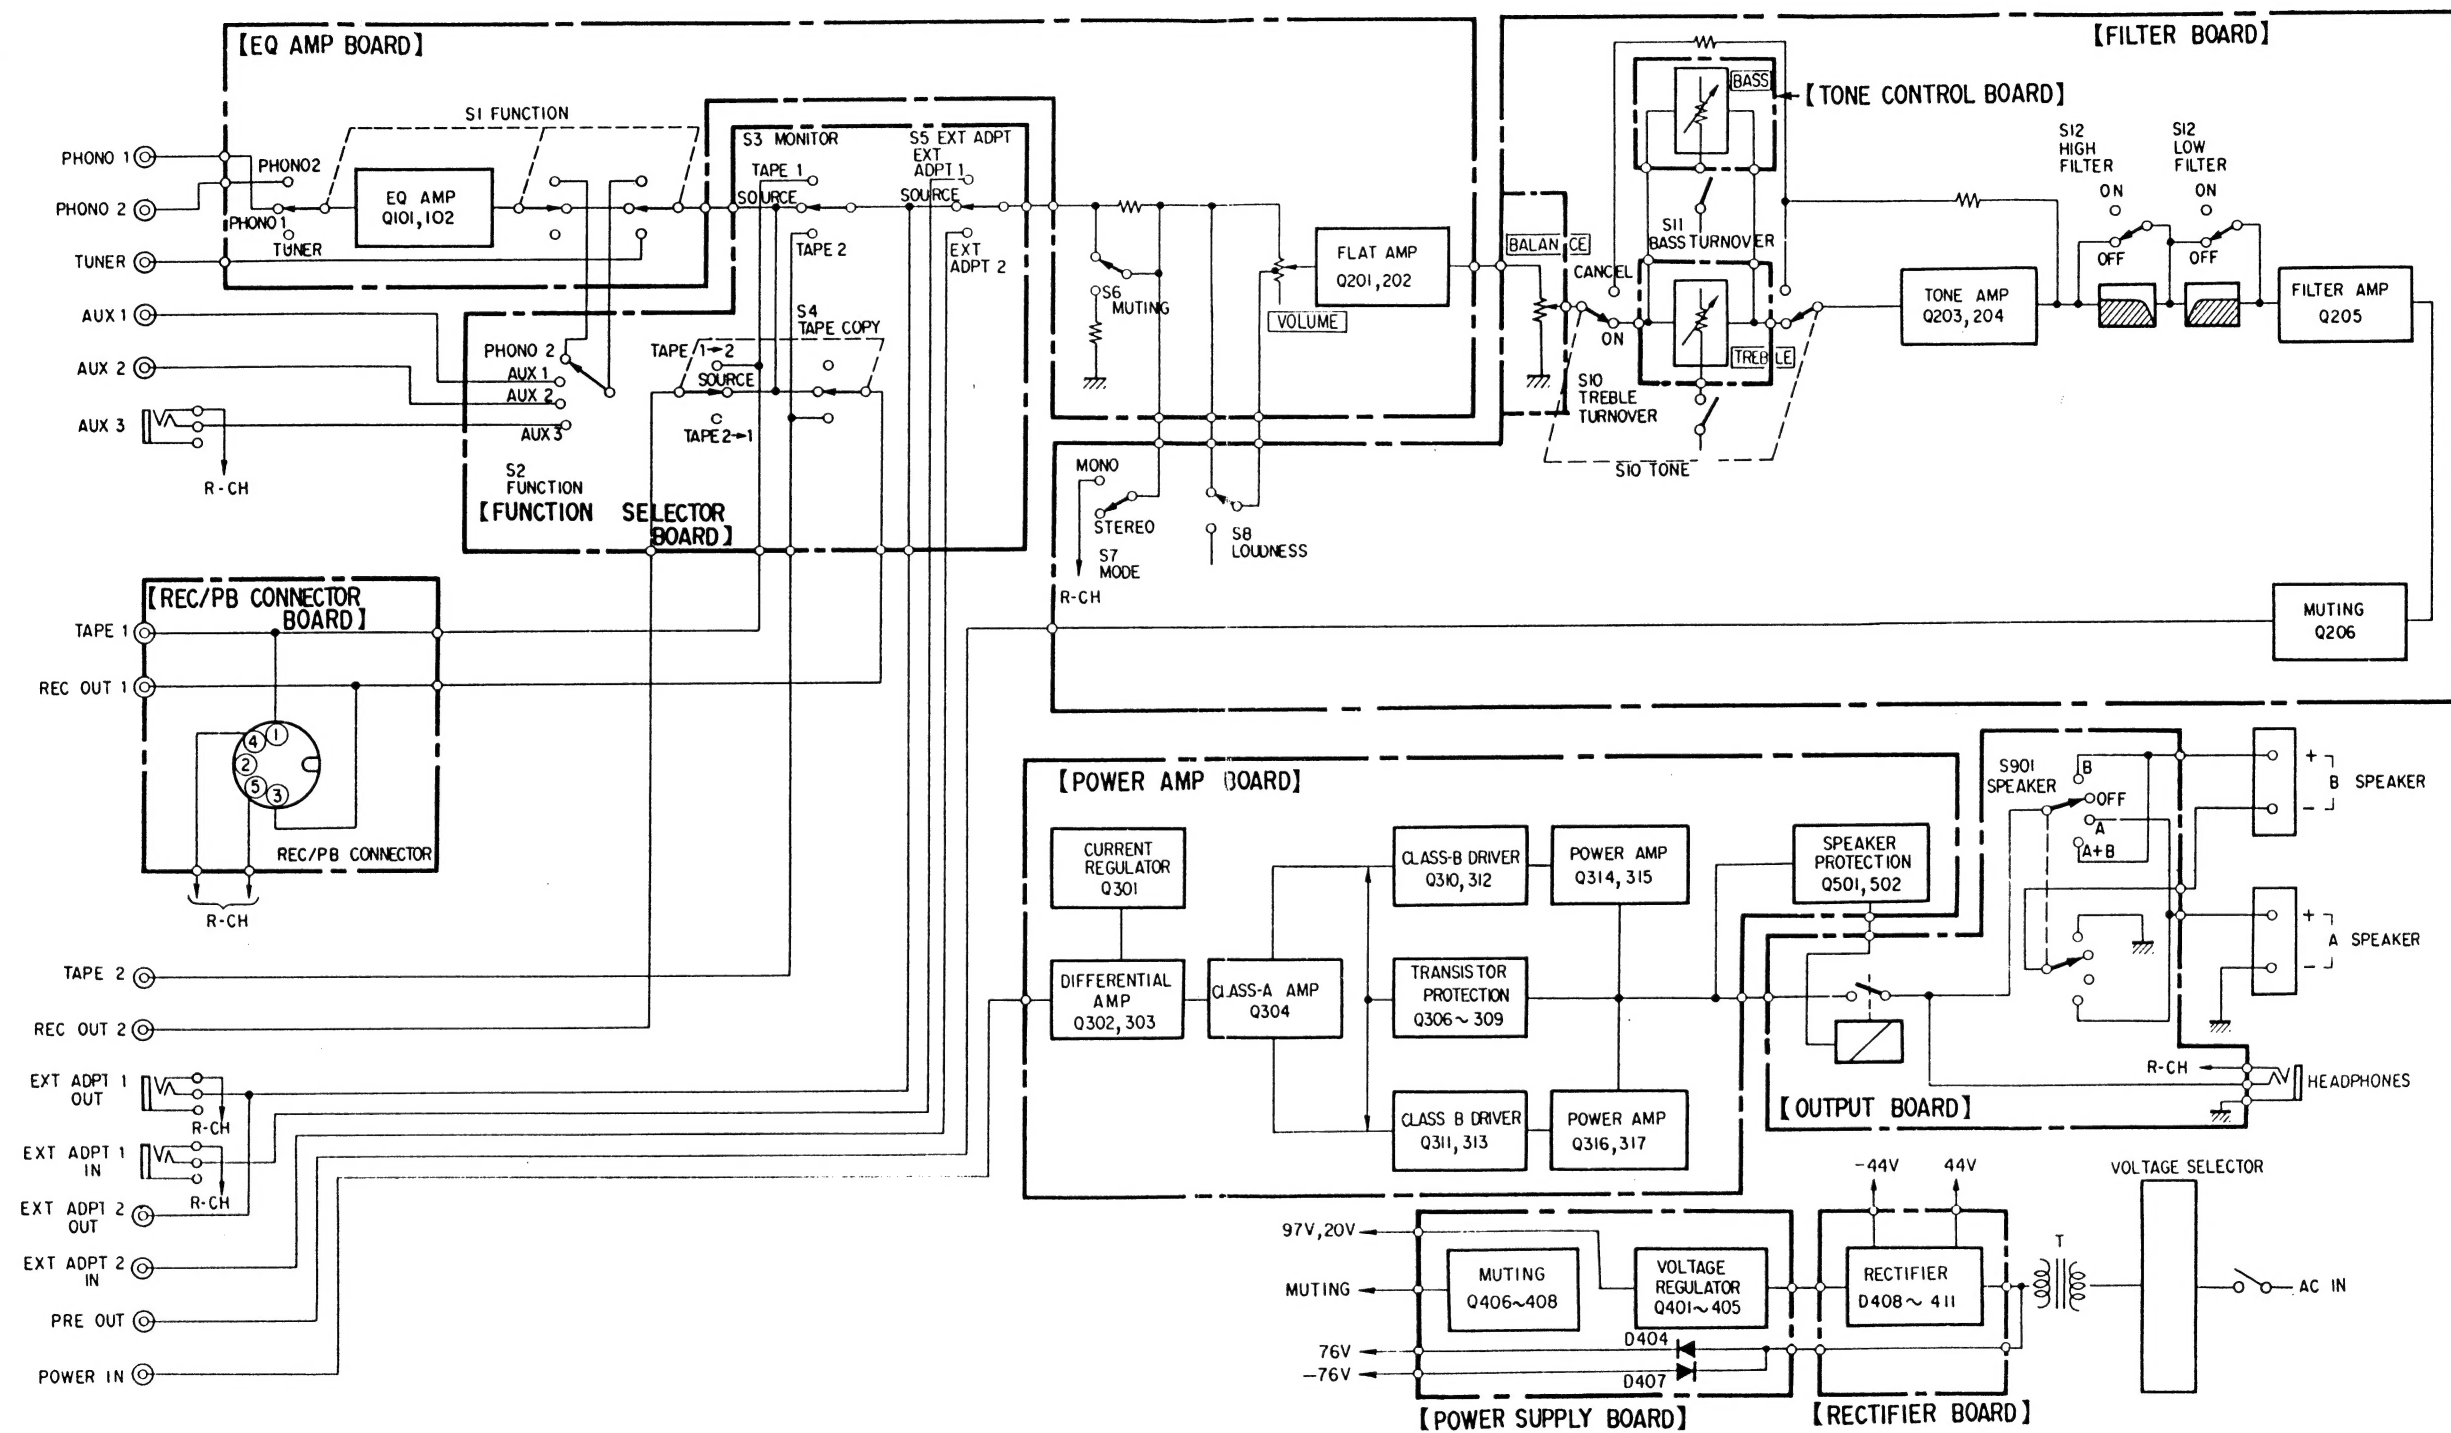 【EQ AMP BOARD】
S1 FUNCTION
PHONO 1
PHONO2
PHONO 2
PHONO 1
TUNER
TUNER
EQ AMP
Q101,102
AUX 1
AUX 2
AUX 3
R-CH
S3 MONITOR
TAPE 1
SOURCE
TAPE 2
S5 EXT ADPT
EXT
ADPT 1
SOURCE
EXT
ADPT 2
PHONO 2
AUX 1
AUX 2
AUX 3
S2
FUNCTION
S4
TAPE COPY
TAPE 1→2
SOURCE
TAPE 2→1
【FUNCTION SELECTOR
BOARD】
S6
MUTING
VOLUME
FLAT AMP
Q201,202
MONO
STEREO
S7
MODE
R-CH
S8
LOUDNESS
【FILTER BOARD】
BASS
【TONE CONTROL BOARD】
BALANCE
CANCEL
ON
S11
BASS TURNOVER
TREBLE
S10
TREBLE
TURNOVER
S10 TONE
TONE AMP
Q203,204
S12
HIGH
FILTER
ON
OFF
S12
LOW
FILTER
ON
OFF
FILTER AMP
Q205
MUTING
Q206
【REC/PB CONNECTOR
BOARD】
TAPE 1
REC OUT 1
1
4
2
5
3
REC/PB CONNECTOR
R-CH
TAPE 2
REC OUT 2
EXT ADPT 1
OUT
R-CH
EXT ADPT 1
IN
R-CH
EXT ADPT 2
OUT
EXT ADPT 2
IN
PRE OUT
POWER IN
【POWER AMP BOARD】
CURRENT
REGULATOR
Q301
DIFFERENTIAL
AMP
Q302,303
CLASS-A AMP
Q304
CLASS-B DRIVER
Q310,312
POWER AMP
Q314,315
TRANSISTOR
PROTECTION
Q306~309
CLASS B DRIVER
Q311,313
POWER AMP
Q316,317
SPEAKER
PROTECTION
Q501,502
S901
SPEAKER
B
OFF
A
A+B
+
B SPEAKER
−
+
A SPEAKER
−
R-CH
HEADPHONES
【OUTPUT BOARD】
97V,20V
MUTING
76V
−76V
MUTING
Q406~408
VOLTAGE
REGULATOR
Q401~405
D404
D407
【POWER SUPPLY BOARD】
-44V
44V
RECTIFIER
D408~411
【RECTIFIER BOARD】
T
VOLTAGE SELECTOR
AC IN